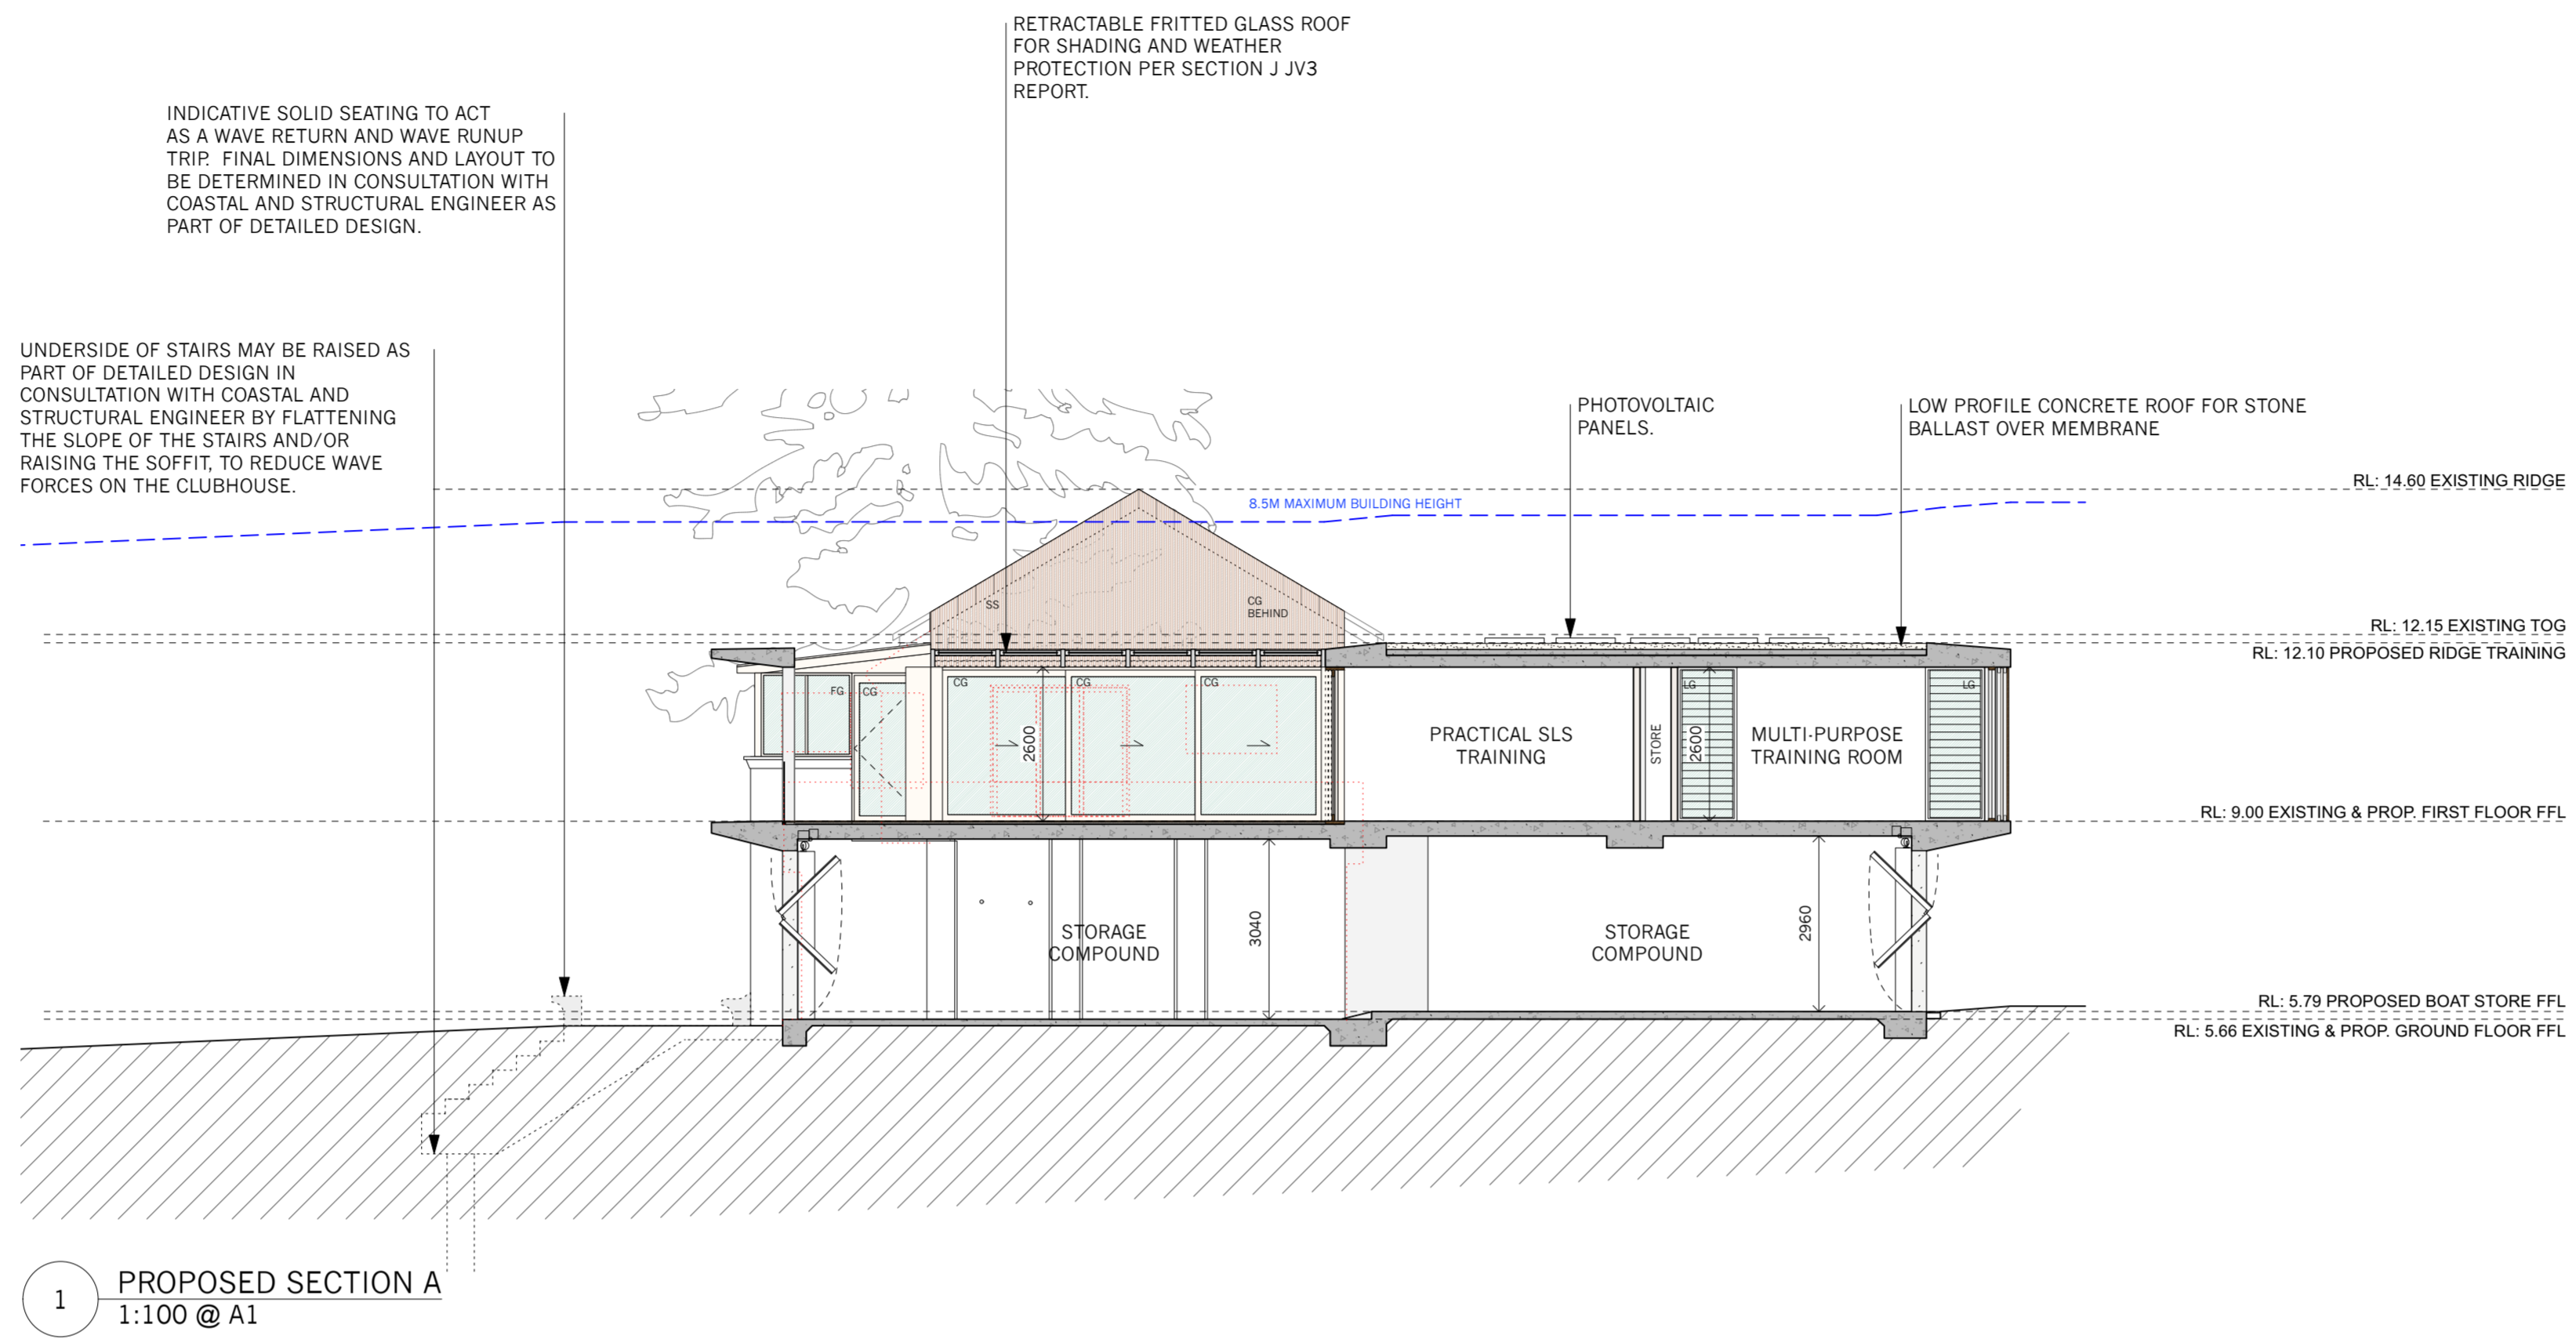 RETRACTABLE FRITTED GLASS ROOF
FOR SHADING AND WEATHER
PROTECTION PER SECTION J JV3
REPORT.
INDICATIVE SOLID SEATING TO ACT
AS A WAVE RETURN AND WAVE RUNUP
TRIP. FINAL DIMENSIONS AND LAYOUT TO
BE DETERMINED IN CONSULTATION WITH
COASTAL AND STRUCTURAL ENGINEER AS
PART OF DETAILED DESIGN.
UNDERSIDE OF STAIRS MAY BE RAISED AS
PART OF DETAILED DESIGN IN
CONSULTATION WITH COASTAL AND
STRUCTURAL ENGINEER BY FLATTENING
THE SLOPE OF THE STAIRS AND/OR
RAISING THE SOFFIT, TO REDUCE WAVE
FORCES ON THE CLUBHOUSE.
PHOTOVOLTAIC
PANELS.
LOW PROFILE CONCRETE ROOF FOR STONE
BALLAST OVER MEMBRANE
RL: 14.60 EXISTING RIDGE
8.5M MAXIMUM BUILDING HEIGHT
SS
CG
BEHIND
RL: 12.15 EXISTING TOG
RL: 12.10 PROPOSED RIDGE TRAINING
FG
CG
CG
CG
CG
LG
LG
2600
PRACTICAL SLS
TRAINING
STORE
2600
MULTI-PURPOSE
TRAINING ROOM
RL: 9.00 EXISTING & PROP. FIRST FLOOR FFL
STORAGE
COMPOUND
3040
STORAGE
COMPOUND
2960
RL: 5.79 PROPOSED BOAT STORE FFL
RL: 5.66 EXISTING & PROP. GROUND FLOOR FFL
1
PROPOSED SECTION A
1:100 @ A1